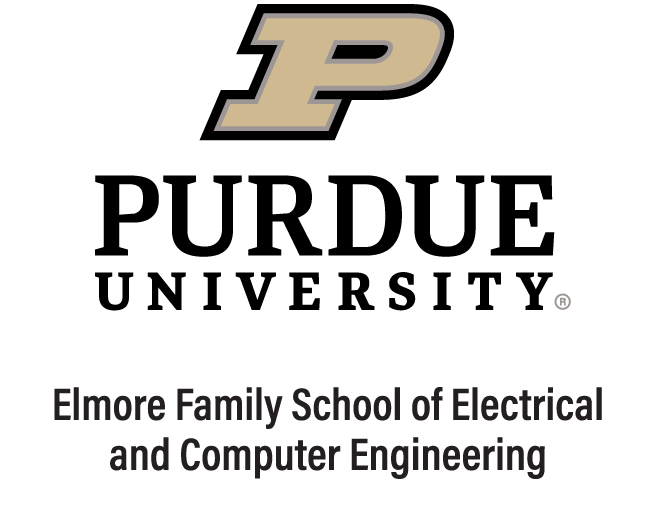 P
PURDUE
UNIVERSITY®
Elmore Family School of Electrical
and Computer Engineering